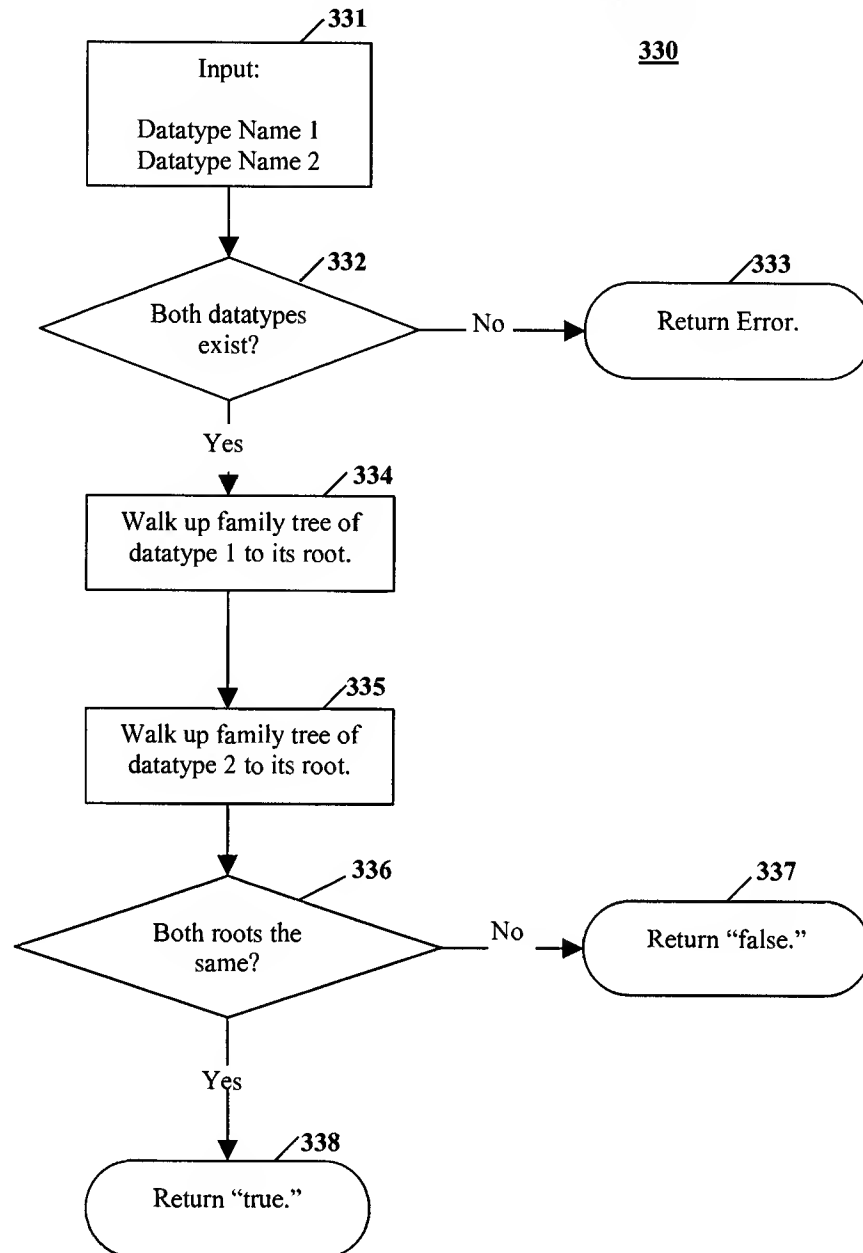 331
330
Input:
Datatype Name 1
Datatype Name 2
332
333
Both datatypes
exist?
No
Return Error.
Yes
334
Walk up family tree of
datatype 1 to its root.
335
Walk up family tree of
datatype 2 to its root.
336
337
Both roots the
same?
No
Return “false.”
Yes
338
Return “true.”